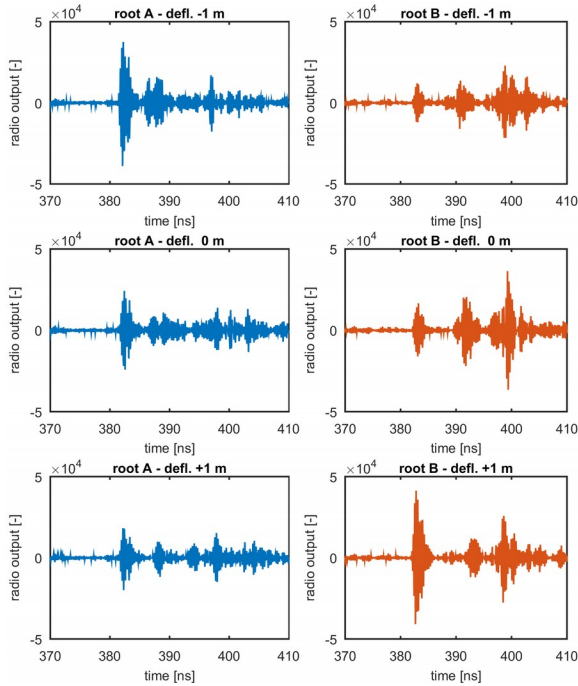 ×10⁴ root A - defl. -1 m
5
0
-5
radio output [-]
370 380 390 400 410
time [ns]
×10⁴ root B - defl. -1 m
5
0
-5
radio output [-]
370 380 390 400 410
time [ns]
×10⁴ root A - defl.  0 m
5
0
-5
radio output [-]
370 380 390 400 410
time [ns]
×10⁴ root B - defl.  0 m
5
0
-5
radio output [-]
370 380 390 400 410
time [ns]
×10⁴ root A - defl. +1 m
5
0
-5
radio output [-]
370 380 390 400 410
time [ns]
×10⁴ root B - defl. +1 m
5
0
-5
radio output [-]
370 380 390 400 410
time [ns]